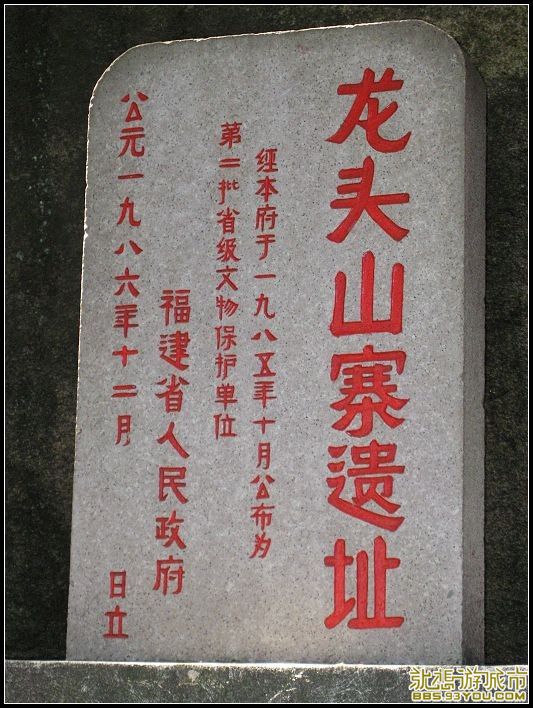 龙头山寨遗址
经本府于一九八五年十月公布为
第二批省级文物保护单位
福建省人民政府
公元一九八六年十二月 日立
885.93YOU.COM